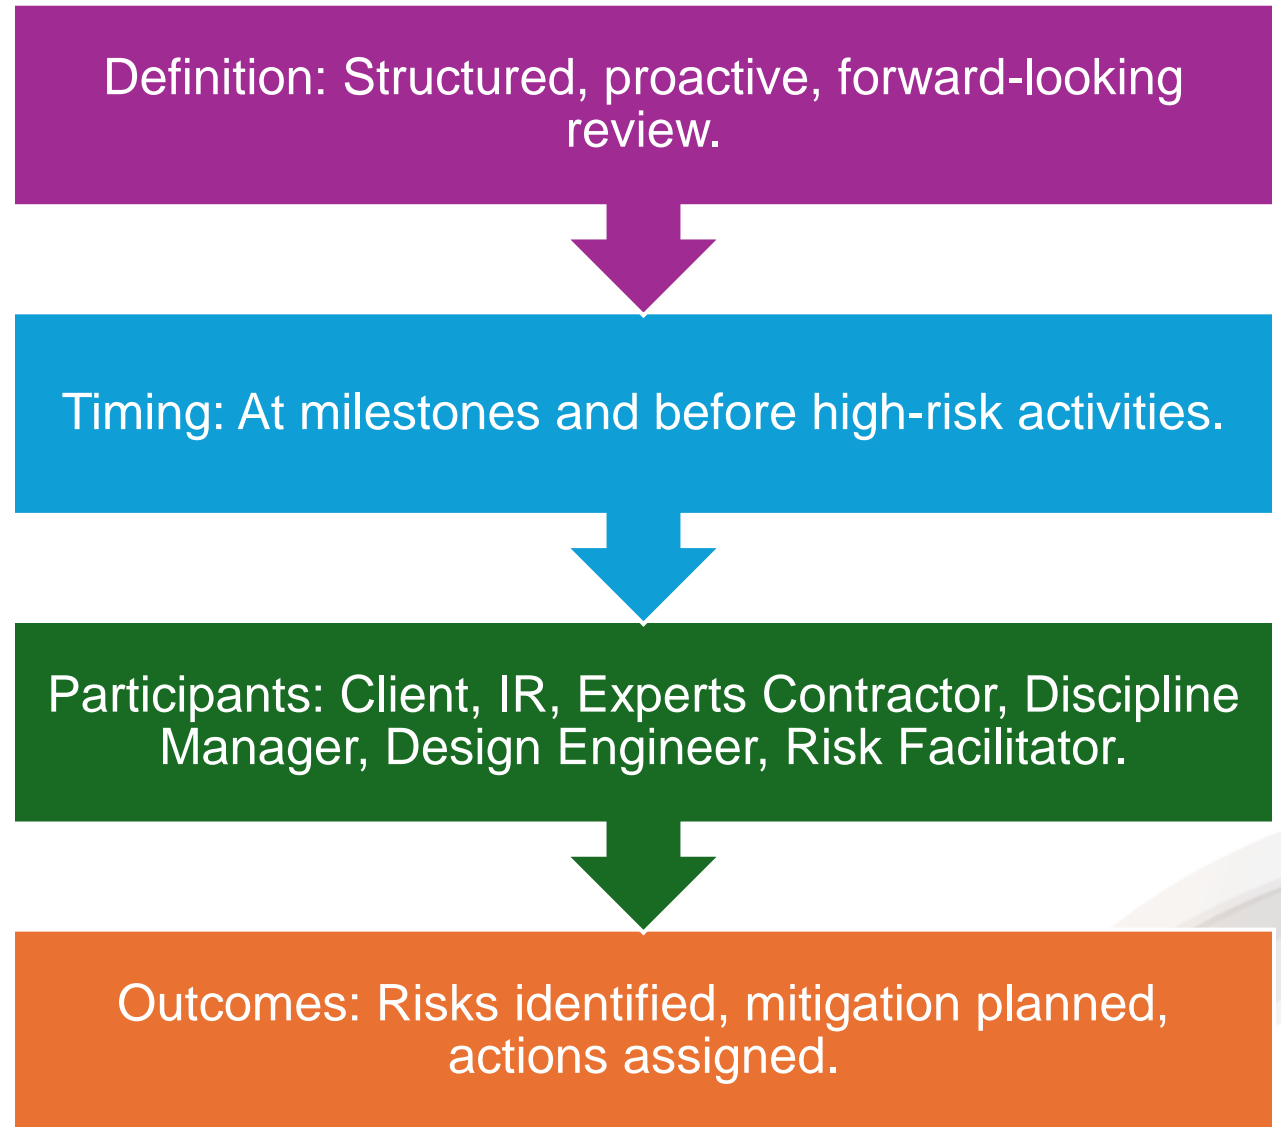 Definition: Structured, proactive, forward-looking
review.
Timing: At milestones and before high-risk activities.
Participants: Client, IR, Experts Contractor, Discipline
Manager, Design Engineer, Risk Facilitator.
Outcomes: Risks identified, mitigation planned,
actions assigned.